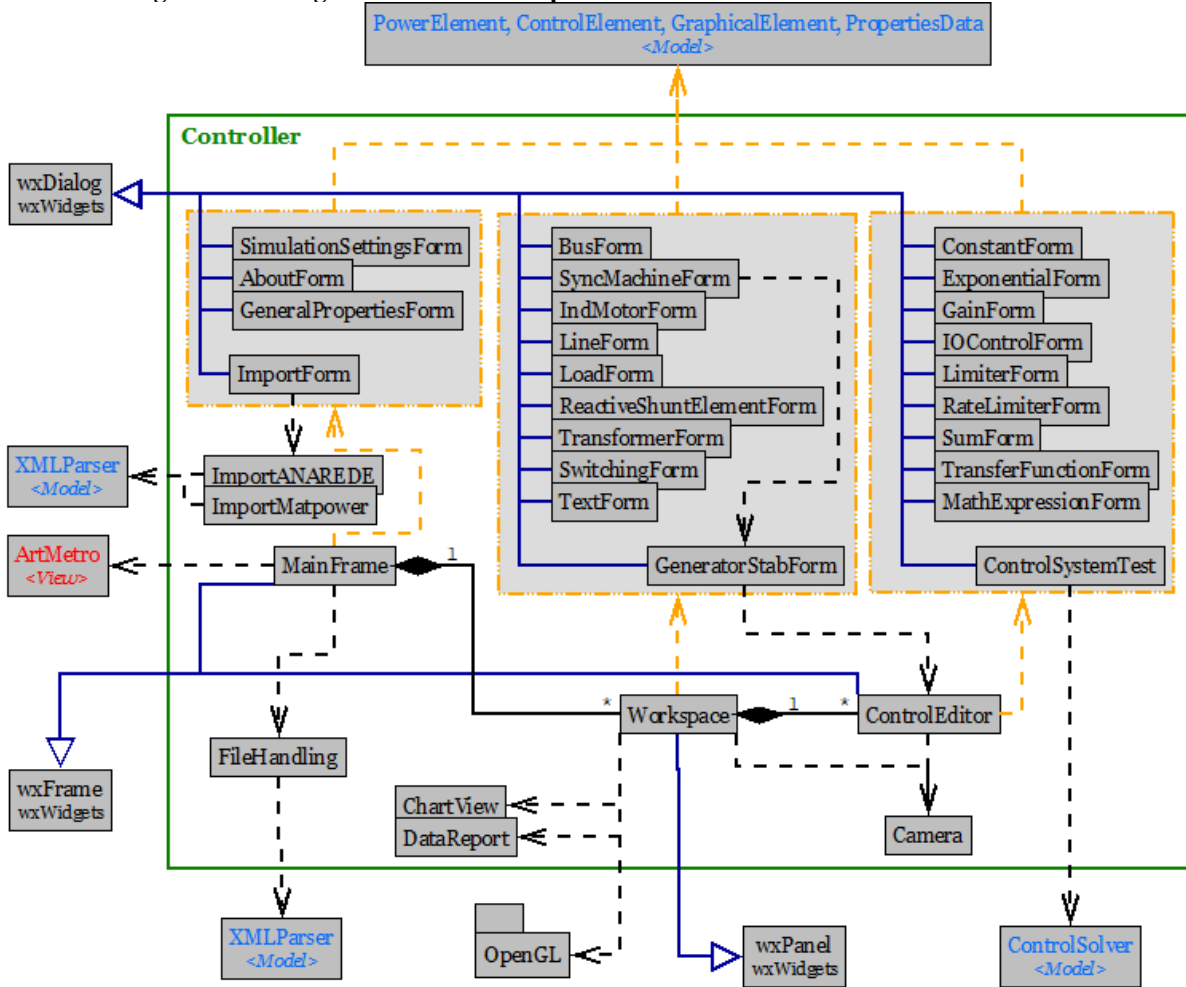 PowerElement, ControlElement, GraphicalElement, PropertiesData
<Model>
Controller
wxDialog
wxWidgets
SimulationSettingsForm
AboutForm
GeneralPropertiesForm
ImportForm
BusForm
SyncMachineForm
IndMotorForm
LineForm
LoadForm
ReactiveShuntElementForm
TransformerForm
SwitchingForm
TextForm
GeneratorStabForm
ConstantForm
ExponentialForm
GainForm
IOControlForm
LimiterForm
RateLimiterForm
SumForm
TransferFunctionForm
MathExpressionForm
ControlSystemTest
XMLParser
<Model>
ImportANAREDE
ImportMatpower
ArtMetro
<View>
MainFrame
1
*
Workspace
1
*
ControlEditor
FileHandling
wxFrame
wxWidgets
ChartView
DataReport
Camera
XMLParser
<Model>
OpenGL
wxPanel
wxWidgets
ControlSolver
<Model>